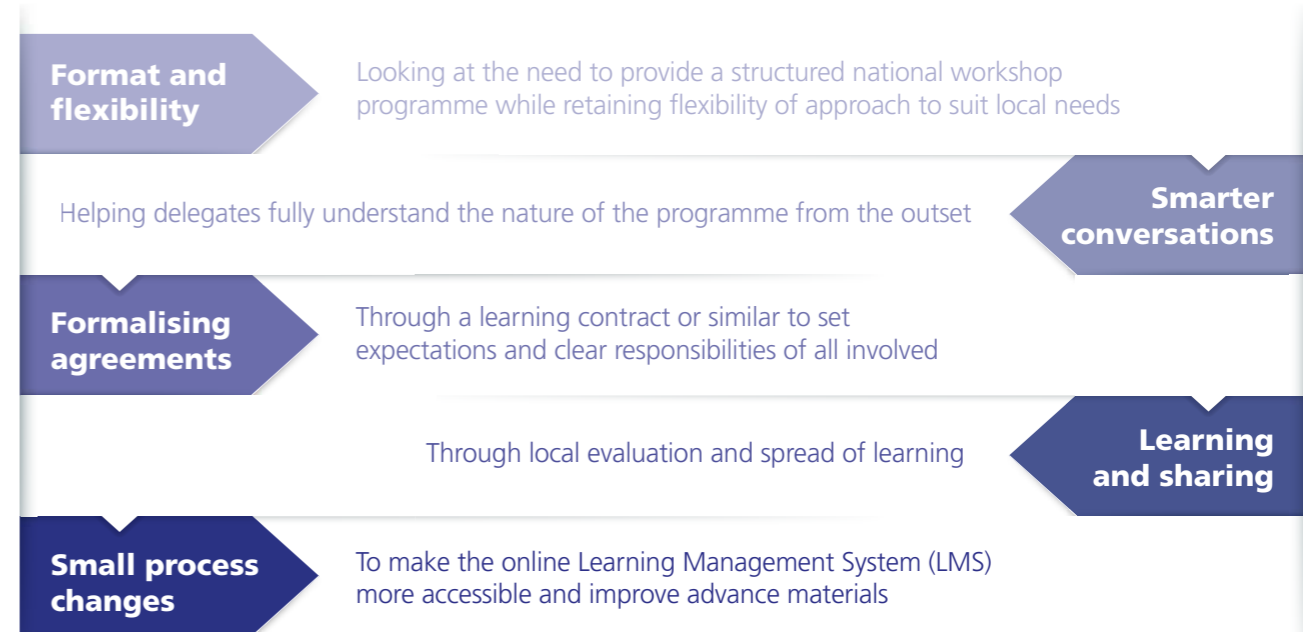 Format and
flexibility
Looking at the need to provide a structured national workshop
programme while retaining flexibility of approach to suit local needs
Helping delegates fully understand the nature of the programme from the outset
Smarter
conversations
Formalising
agreements
Through a learning contract or similar to set
expectations and clear responsibilities of all involved
Through local evaluation and spread of learning
Learning
and sharing
Small process
changes
To make the online Learning Management System (LMS)
more accessible and improve advance materials